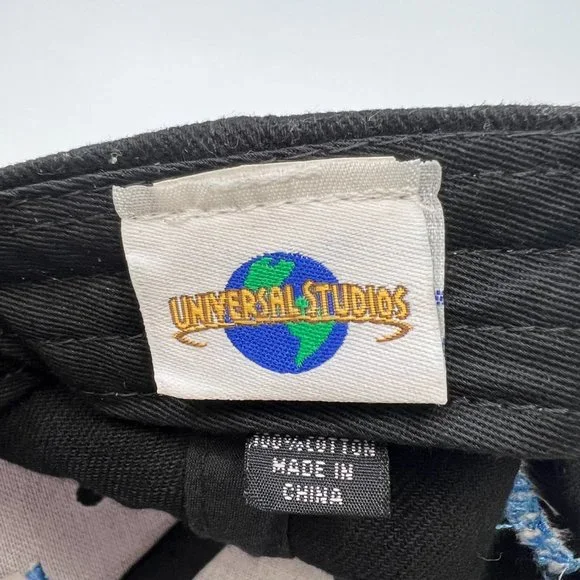 UNIVERSAL STUDIOS
100% COTTON
MADE IN
CHINA